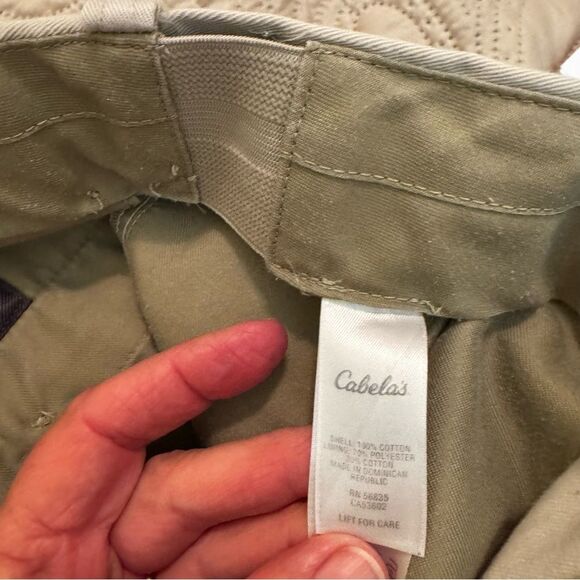 Cabela's
SHELL: 100% COTTON
LINING: 70% POLYESTER
30% COTTON
MADE IN DOMINICAN
REPUBLIC
RN 56835
CA53602
LIFT FOR CARE